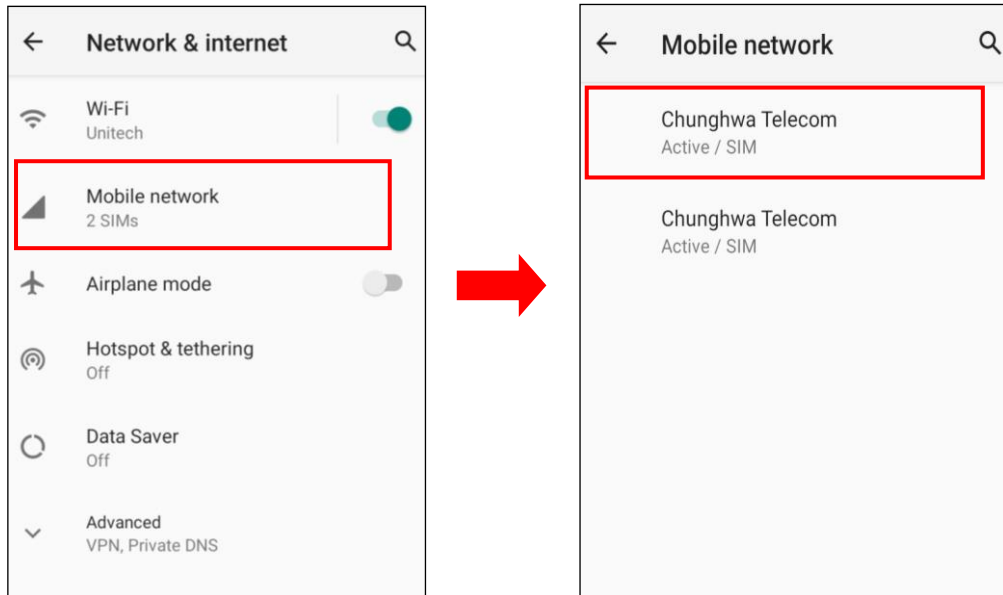 Network & internet
Wi-Fi
Unitech
Mobile network
2 SIMs
Airplane mode
Hotspot & tethering
Off
Data Saver
Off
Advanced
VPN, Private DNS
Mobile network
Chunghwa Telecom
Active / SIM
Chunghwa Telecom
Active / SIM